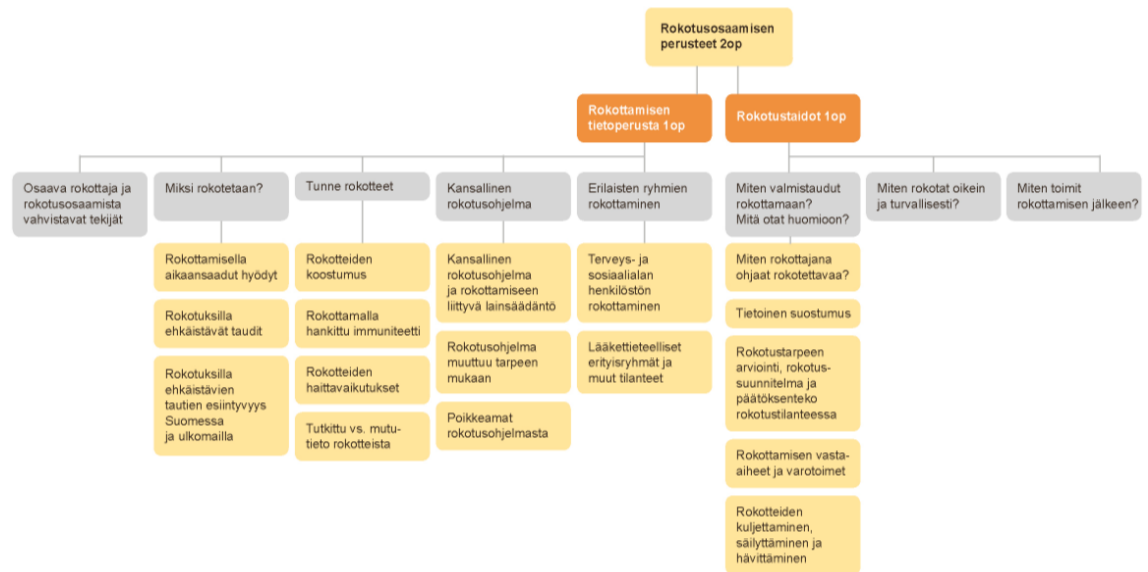 Rokotusosaamisen
perusteet 2op
Rokottamisen
tietoperusta 1op
Rokotustaidot 1op
Osaava rokottaja ja
rokotusosaamista
vahvistavat tekijät
Miksi rokotetaan?
Tunne rokotteet
Kansallinen
rokotusohjelma
Erilaisten ryhmien
rokottaminen
Miten valmistaudut
rokottamaan?
Mitä otat huomioon?
Miten rokotat oikein
ja turvallisesti?
Miten toimit
rokottamisen jälkeen?
Rokottamisella
aikaansaadut hyödyt
Rokotuksilla
ehkäistävät taudit
Rokotuksilla
ehkäistävien
tautien esiintyvyys
Suomessa
ja ulkomailla
Rokotteiden
koostumus
Rokottamalla
hankittu immuniteetti
Rokotteiden
haittavaikutukset
Tutkittu vs. mutu-
tieto rokotteista
Kansallinen
rokotusohjelma
ja rokottamiseen
liittyvä lainsäädäntö
Rokotusohjelma
muuttuu tarpeen
mukaan
Poikkeamat
rokotusohjelmasta
Terveys- ja
sosiaalialan
henkilöstön
rokottaminen
Lääkettieteelliset
erityisryhmät ja
muut tilanteet
Miten rokottajana
ohjaat rokotettavaa?
Tietoinen suostumus
Rokotustarpeen
arviointi, rokotus-
suunnitelma ja
päätöksenteko
rokotustilanteessa
Rokottamisen vasta-
aiheet ja varotoimet
Rokotteiden
kuljettaminen,
säilyttäminen ja
hävittäminen